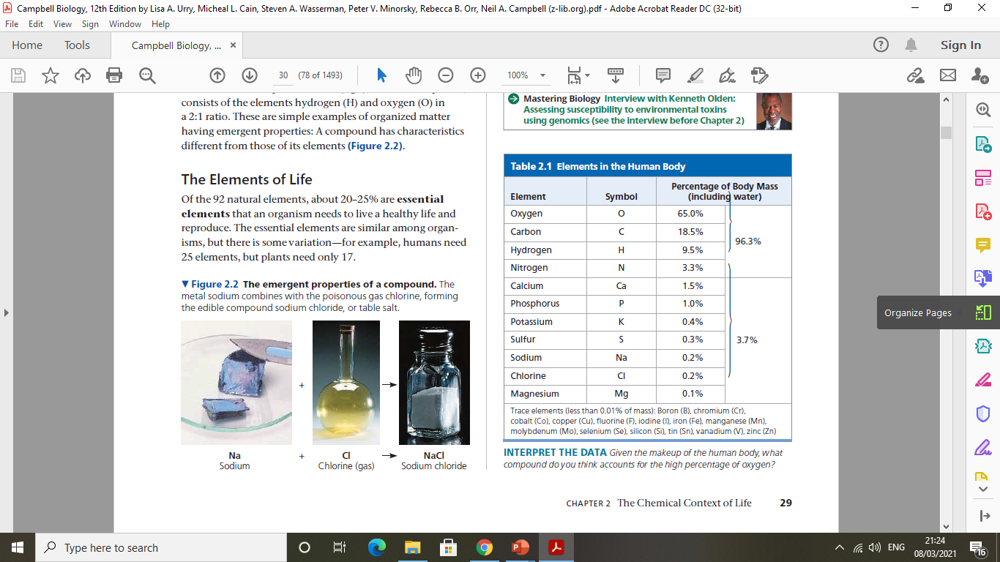 Campbell Biology, 12th Edition by Lisa A. Urry, Micheal L. Cain, Steven A. Wasserman, Peter V. Minorsky, Rebecca B. Orr, Neil A. Campbell (z-lib.org).pdf - Adobe Acrobat Reader DC (32-bit)
File Edit View Sign Window Help
Home Tools Campbell Biology, ... × Sign In
30 (78 of 1493) 100%
consists of the elements hydrogen (H) and oxygen (O) in
a 2:1 ratio. These are simple examples of organized matter
having emergent properties: A compound has characteristics
different from those of its elements (Figure 2.2).
The Elements of Life
Of the 92 natural elements, about 20–25% are essential
elements that an organism needs to live a healthy life and
reproduce. The essential elements are similar among organ-
isms, but there is some variation—for example, humans need
25 elements, but plants need only 17.
▼ Figure 2.2 The emergent properties of a compound. The
metal sodium combines with the poisonous gas chlorine, forming
the edible compound sodium chloride, or table salt.
+ →
Na + Cl → NaCl
Sodium Chlorine (gas) Sodium chloride
Mastering Biology Interview with Kenneth Olden:
Assessing susceptibility to environmental toxins
using genomics (see the interview before Chapter 2)
Table 2.1 Elements in the Human Body
Element Symbol Percentage of Body Mass
(including water)
Oxygen O 65.0%
Carbon C 18.5%
96.3%
Hydrogen H 9.5%
Nitrogen N 3.3%
Calcium Ca 1.5%
Phosphorus P 1.0%
Potassium K 0.4%
Sulfur S 0.3% 3.7%
Sodium Na 0.2%
Chlorine Cl 0.2%
Magnesium Mg 0.1%
Trace elements (less than 0.01% of mass): Boron (B), chromium (Cr),
cobalt (Co), copper (Cu), fluorine (F), iodine (I), iron (Fe), manganese (Mn),
molybdenum (Mo), selenium (Se), silicon (Si), tin (Sn), vanadium (V), zinc (Zn)
INTERPRET THE DATA Given the makeup of the human body, what
compound do you think accounts for the high percentage of oxygen?
CHAPTER 2 The Chemical Context of Life 29
Organize Pages
Type here to search
ENG
21:24
08/03/2021
16